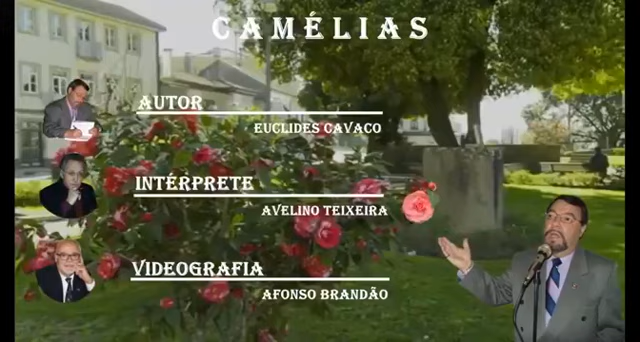 CAMÉLIAS
AUTOR
EUCLIDES CAVACO
INTÉRPRETE
AVELINO TEIXEIRA
VIDEOGRAFIA
AFONSO BRANDÃO